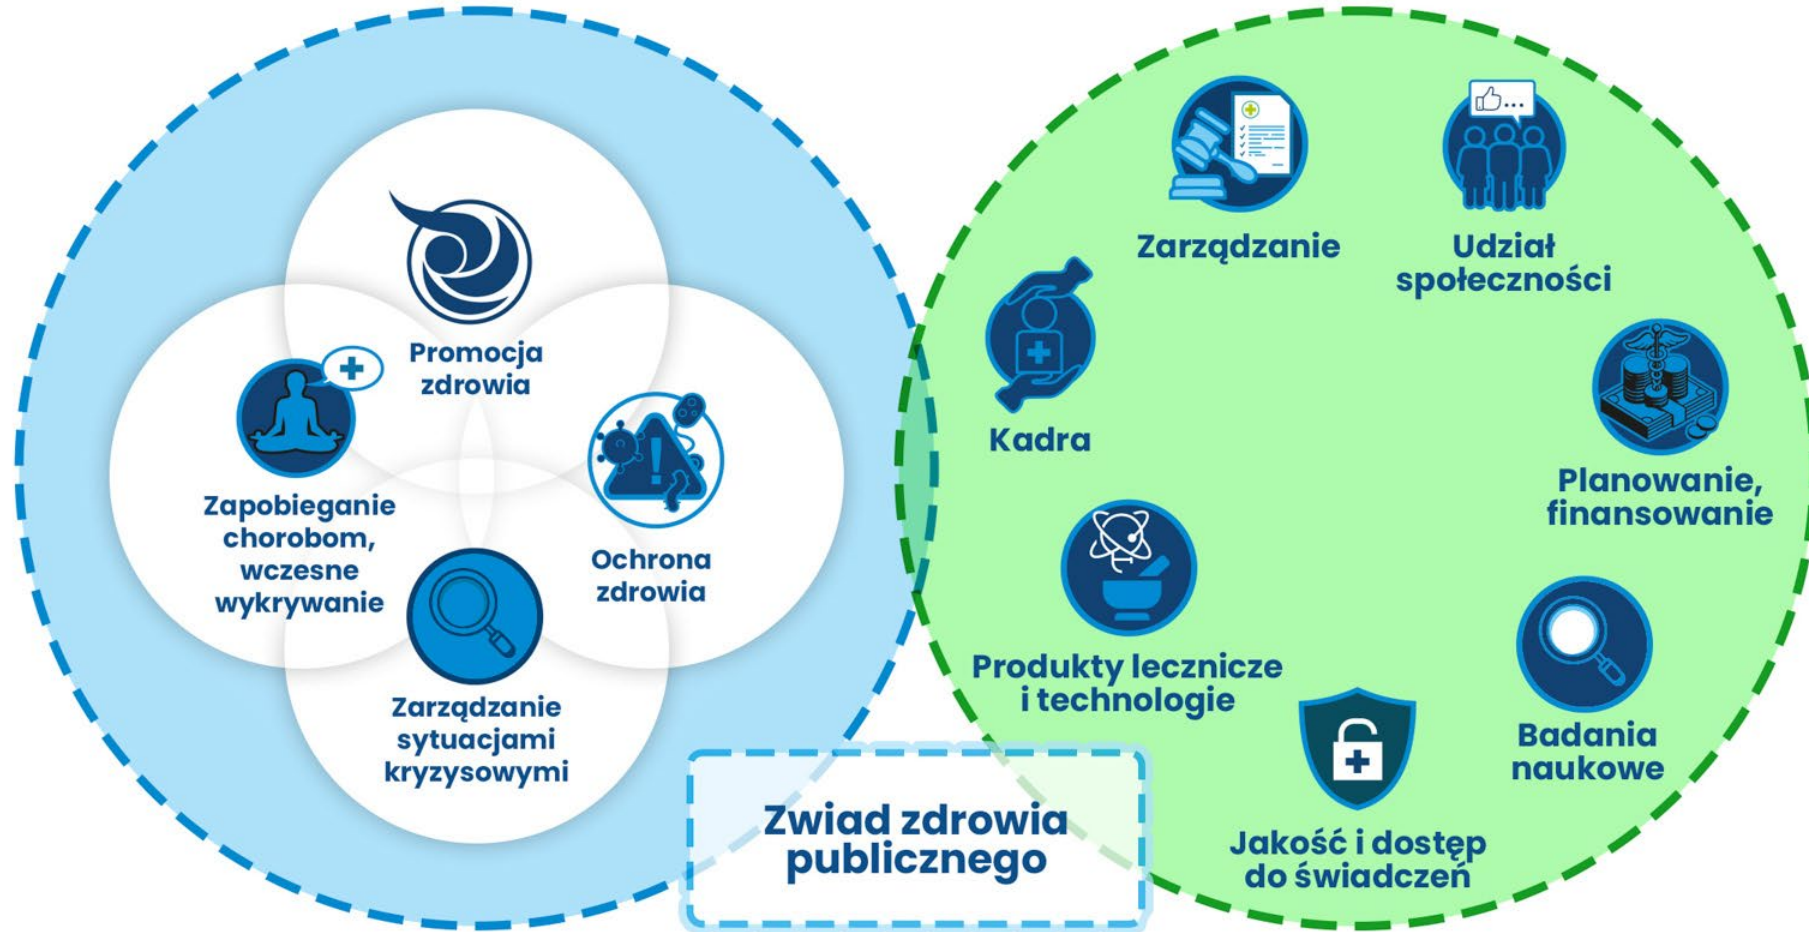 Promocja
zdrowia
Zapobieganie
chorobom,
wczesne
wykrywanie
Ochrona
zdrowia
Zarządzanie
sytuacjami
kryzysowymi
Zwiad zdrowia
publicznego
Zarządzanie
Udział
społeczności
Kadra
Planowanie,
finansowanie
Produkty lecznicze
i technologie
Badania
naukowe
Jakość i dostęp
do świadczeń